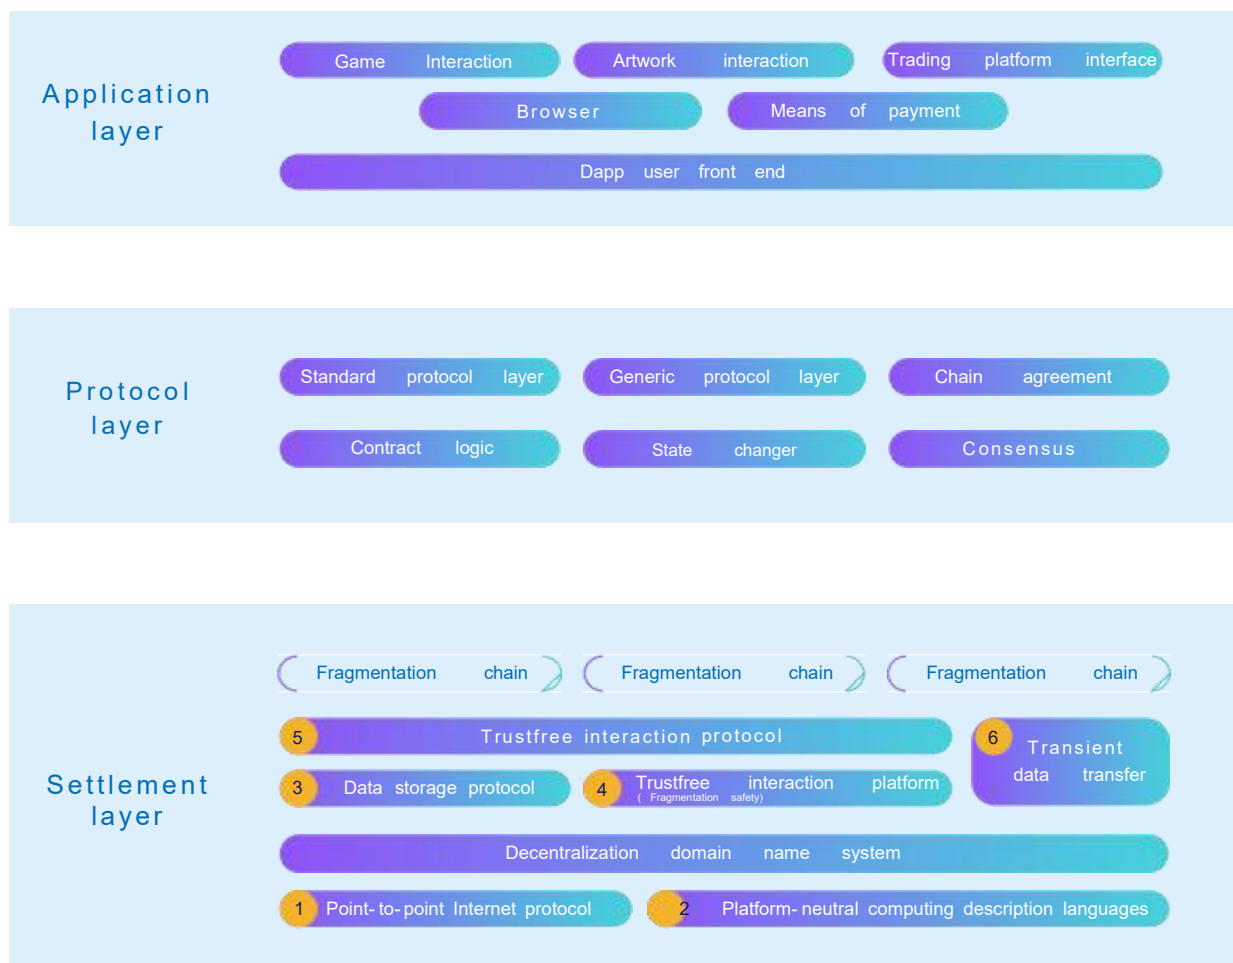 Application
layer
Game Interaction
Artwork interaction
Trading platform interface
Browser
Means of payment
Dapp user front end
Protocol
layer
Standard protocol layer
Generic protocol layer
Chain agreement
Contract logic
State changer
Consensus
Settlement
layer
Fragmentation chain
Fragmentation chain
Fragmentation chain
5 Trustfree interaction protocol
6 Transient
data transfer
3 Data storage protocol
4 Trustfree interaction platform
( Fragmentation safety)
Decentralization domain name system
1 Point-to-point Internet protocol
2 Platform-neutral computing description languages